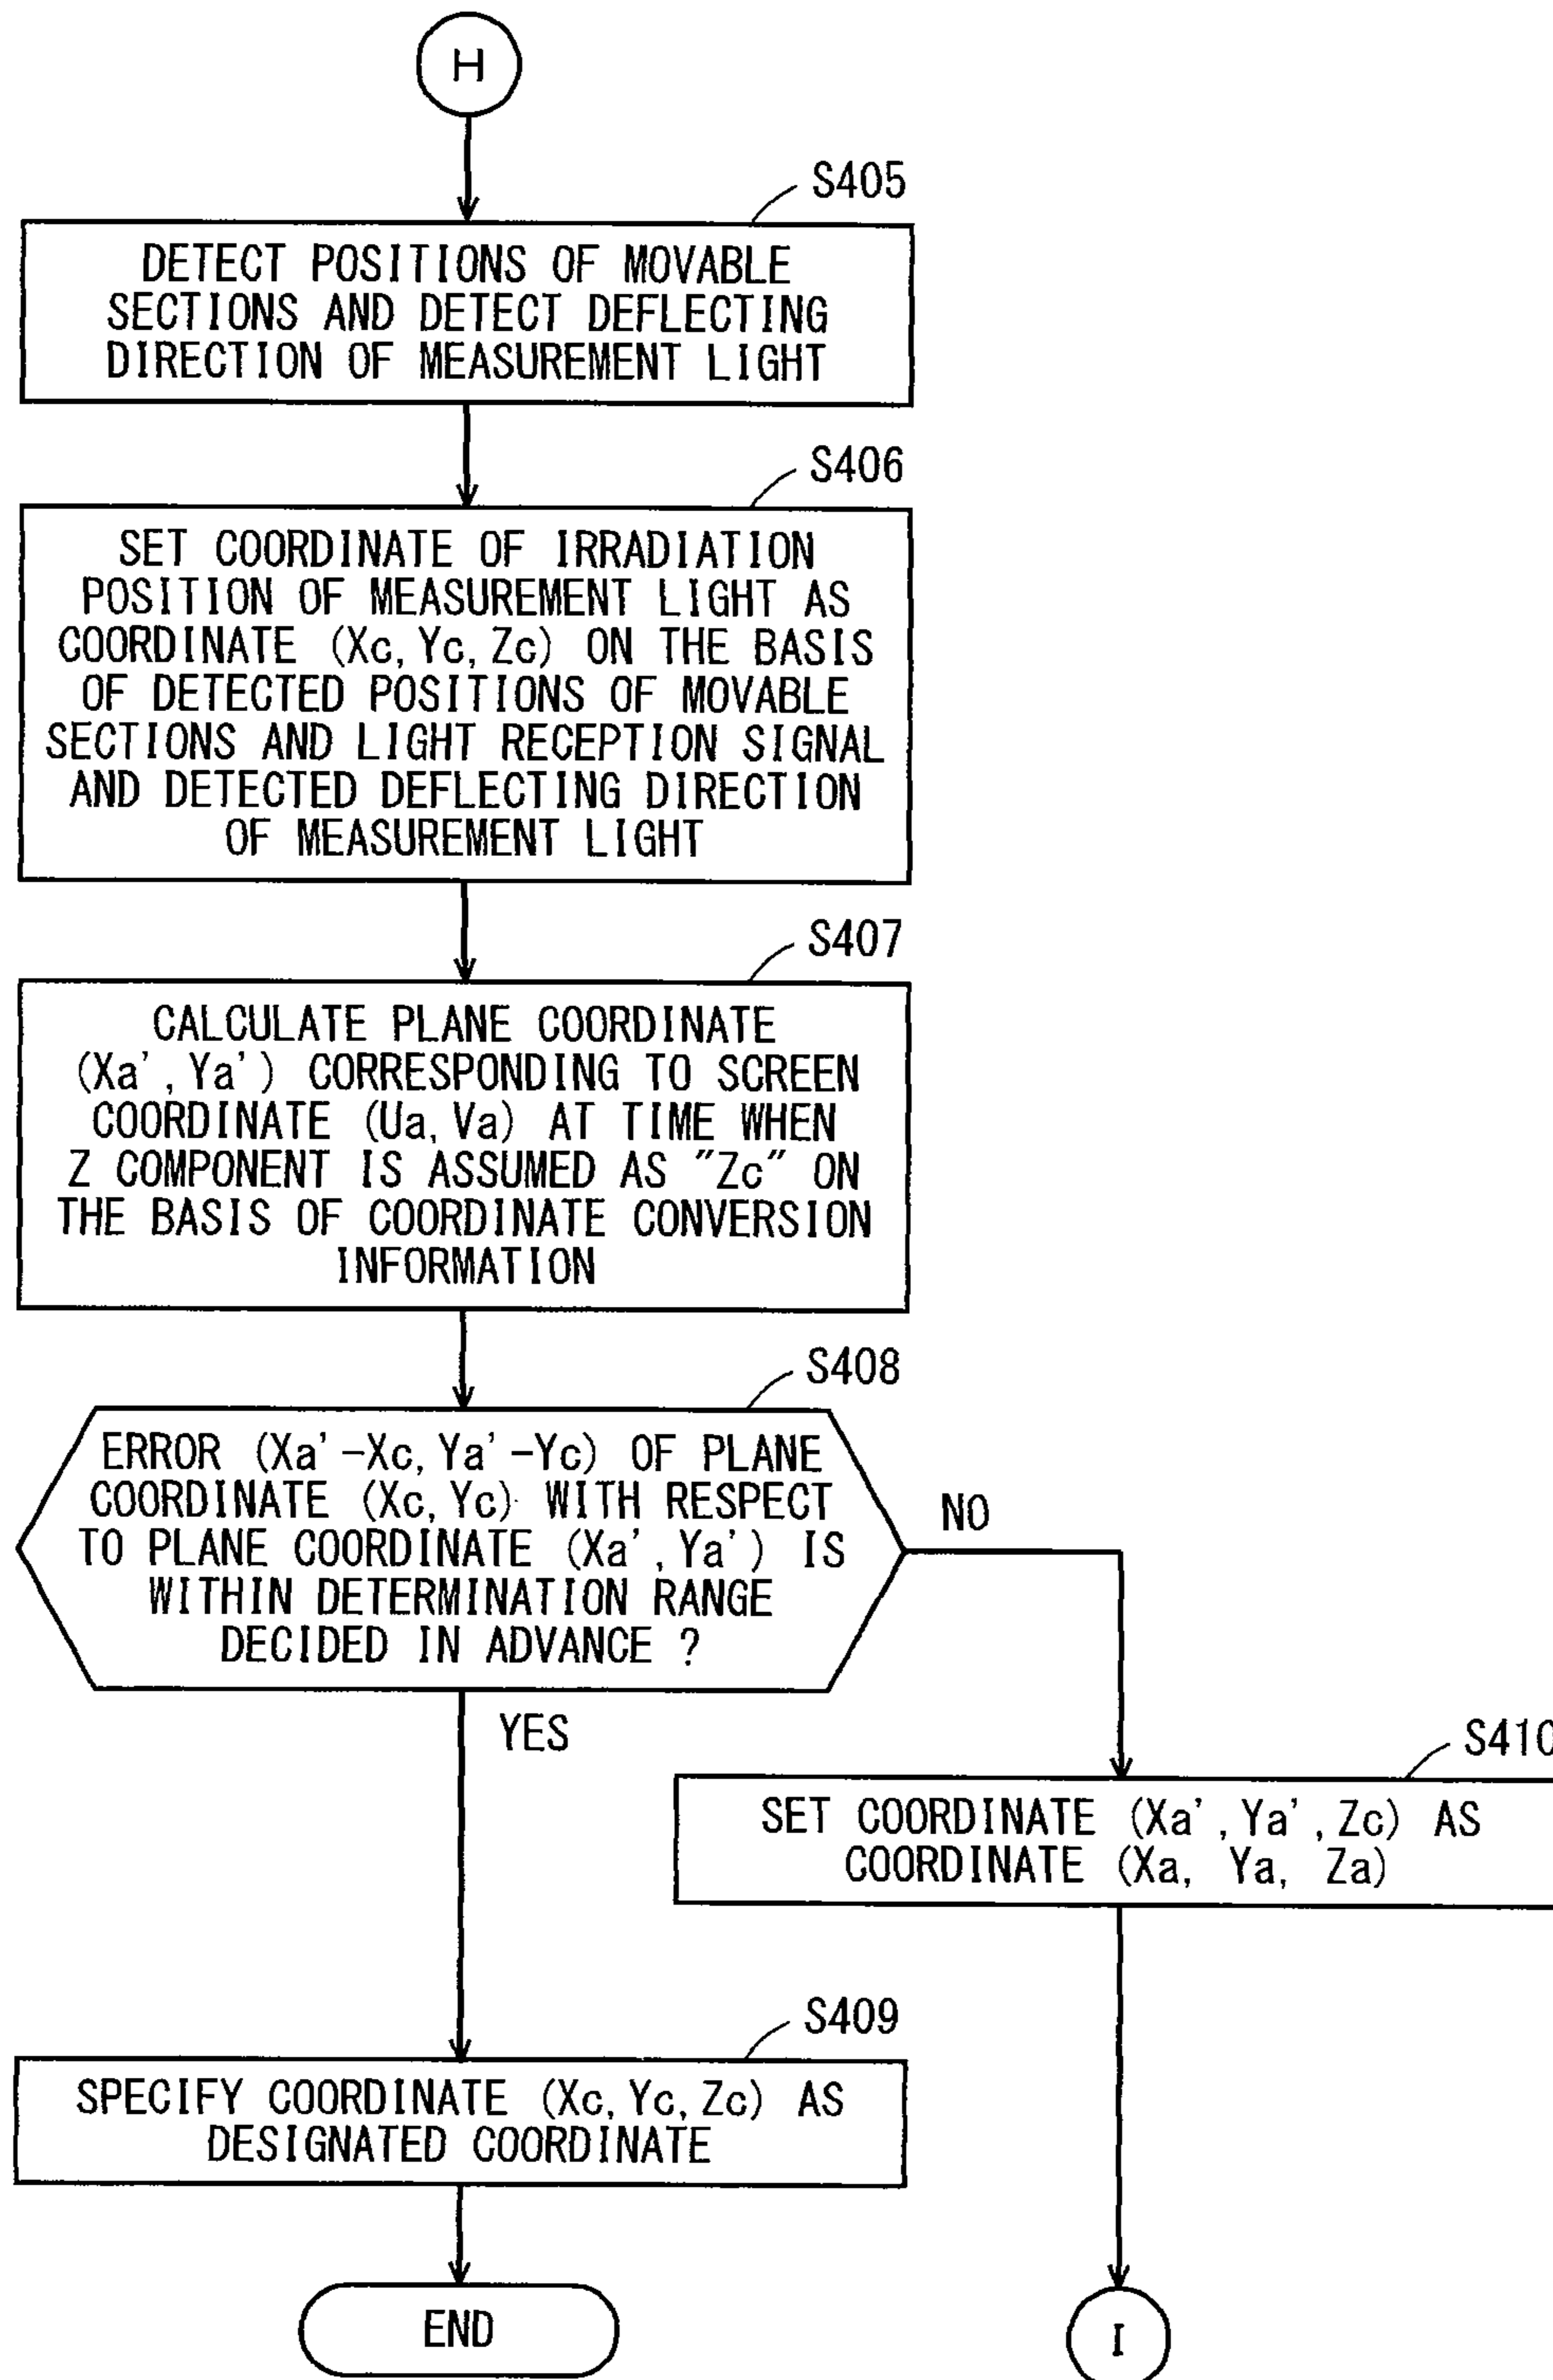 H
S405
DETECT POSITIONS OF MOVABLE
SECTIONS AND DETECT DEFLECTING
DIRECTION OF MEASUREMENT LIGHT
S406
SET COORDINATE OF IRRADIATION
POSITION OF MEASUREMENT LIGHT AS
COORDINATE (Xc, Yc, Zc) ON THE BASIS
OF DETECTED POSITIONS OF MOVABLE
SECTIONS AND LIGHT RECEPTION SIGNAL
AND DETECTED DEFLECTING DIRECTION
OF MEASUREMENT LIGHT
S407
CALCULATE PLANE COORDINATE
(Xa', Ya') CORRESPONDING TO SCREEN
COORDINATE (Ua, Va) AT TIME WHEN
Z COMPONENT IS ASSUMED AS "Zc" ON
THE BASIS OF COORDINATE CONVERSION
INFORMATION
S408
ERROR (Xa'-Xc, Ya'-Yc) OF PLANE
COORDINATE (Xc, Yc) WITH RESPECT
TO PLANE COORDINATE (Xa', Ya') IS
WITHIN DETERMINATION RANGE
DECIDED IN ADVANCE ?
NO
YES
S410
SET COORDINATE (Xa', Ya', Zc) AS
COORDINATE (Xa, Ya, Za)
S409
SPECIFY COORDINATE (Xc, Yc, Zc) AS
DESIGNATED COORDINATE
END
I